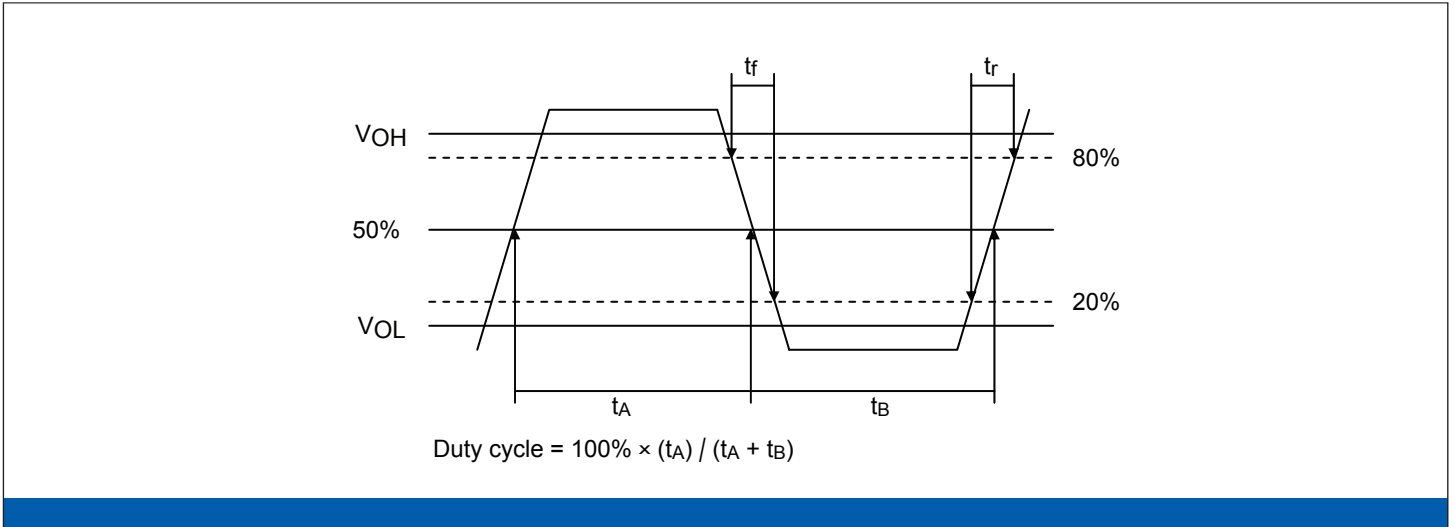 tf
tr
VOH
80%
50%
20%
VOL
tA
tB
Duty cycle = 100% × (tA) / (tA + tB)